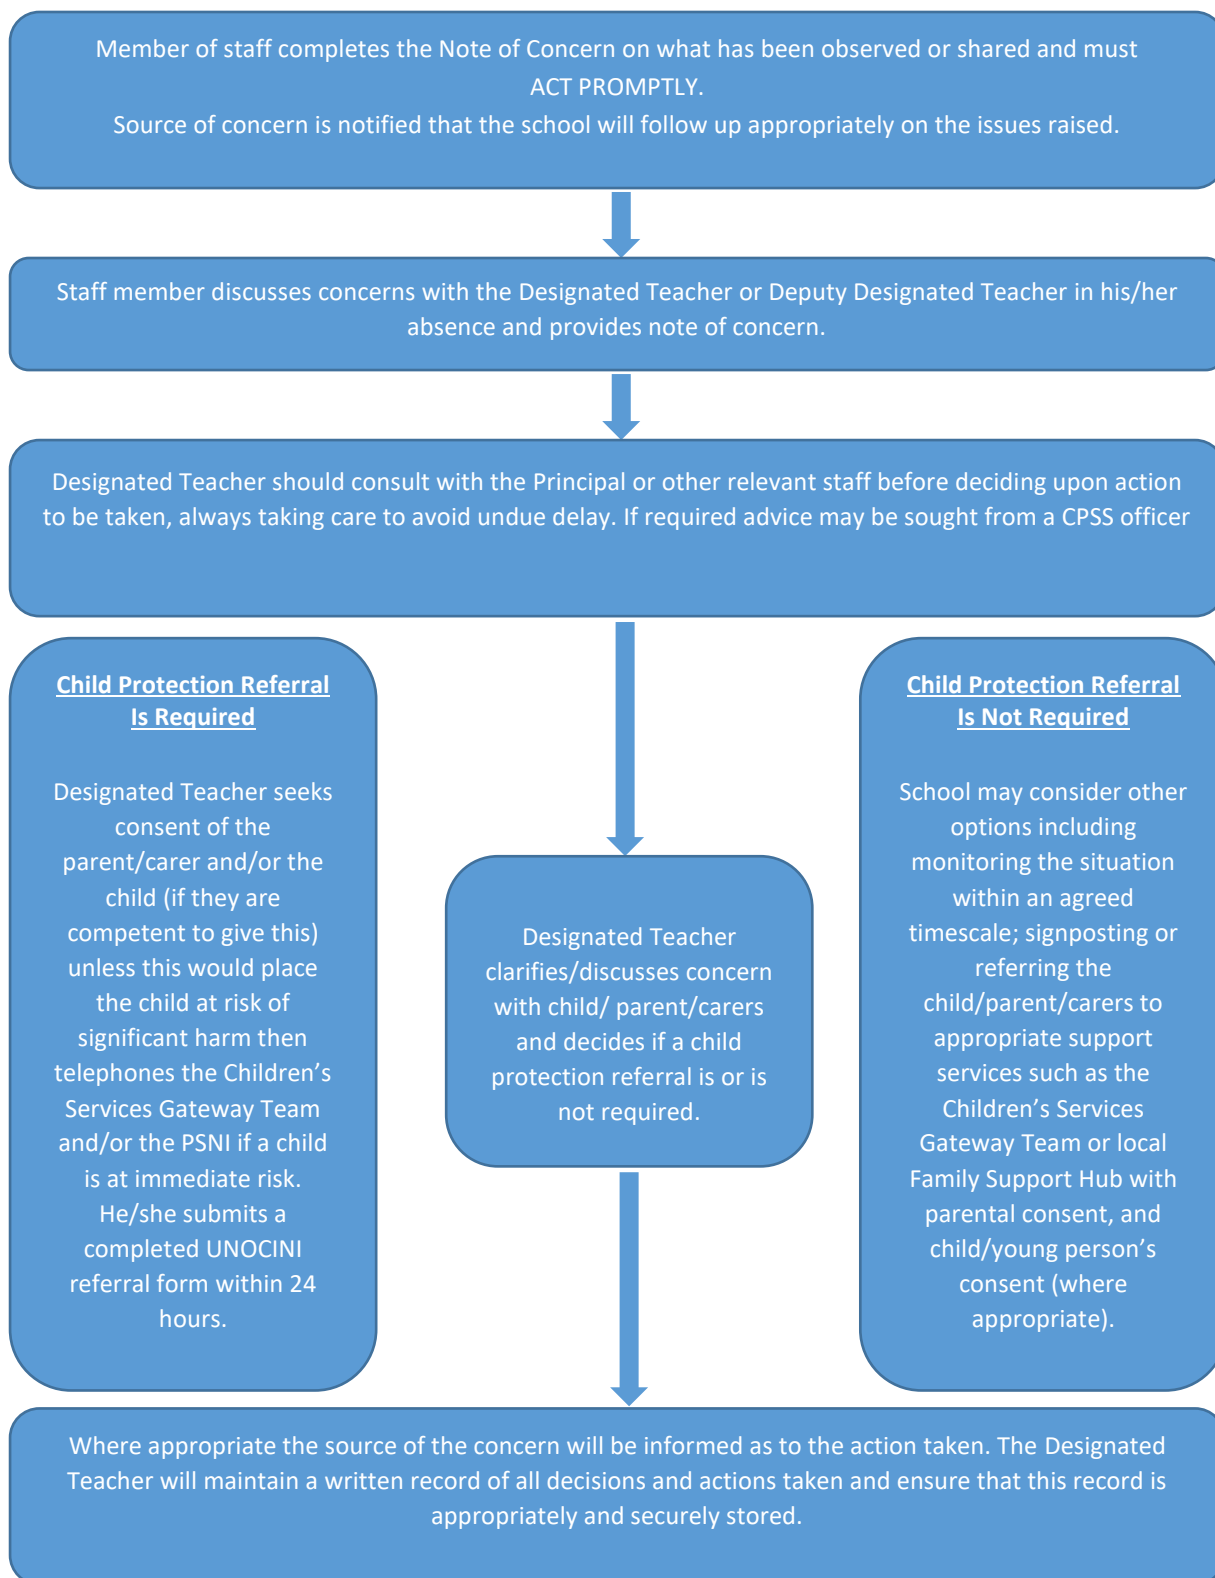 Member of staff completes the Note of Concern on what has been observed or shared and must
ACT PROMPTLY.
Source of concern is notified that the school will follow up appropriately on the issues raised.
Staff member discusses concerns with the Designated Teacher or Deputy Designated Teacher in his/her
absence and provides note of concern.
Designated Teacher should consult with the Principal or other relevant staff before deciding upon action
to be taken, always taking care to avoid undue delay. If required advice may be sought from a CPSS officer
Child Protection Referral
Is Required
Designated Teacher seeks
consent of the
parent/carer and/or the
child (if they are
competent to give this)
unless this would place
the child at risk of
significant harm then
telephones the Children’s
Services Gateway Team
and/or the PSNI if a child
is at immediate risk.
He/she submits a
completed UNOCINI
referral form within 24
hours.
Designated Teacher
clarifies/discusses concern
with child/ parent/carers
and decides if a child
protection referral is or is
not required.
Child Protection Referral
Is Not Required
School may consider other
options including
monitoring the situation
within an agreed
timescale; signposting or
referring the
child/parent/carers to
appropriate support
services such as the
Children’s Services
Gateway Team or local
Family Support Hub with
parental consent, and
child/young person’s
consent (where
appropriate).
Where appropriate the source of the concern will be informed as to the action taken. The Designated
Teacher will maintain a written record of all decisions and actions taken and ensure that this record is
appropriately and securely stored.